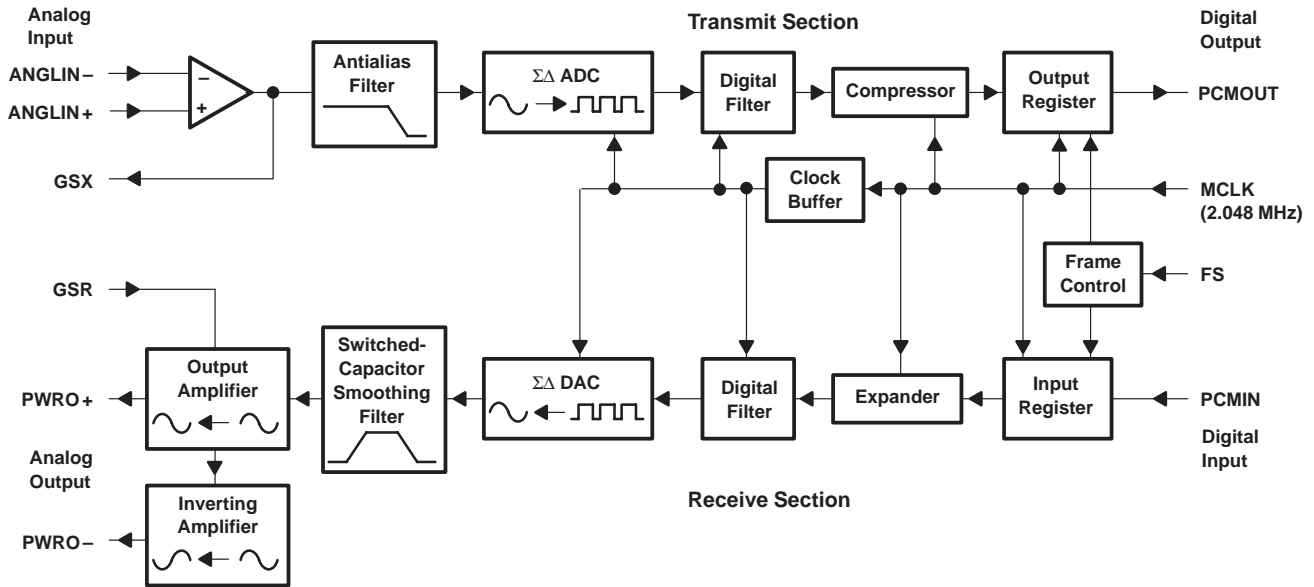 Analog
Input
Transmit Section
Digital
Output
ANGLIN−
ANGLIN+
−
+
Antialias
Filter
ΣΔ ADC
Digital
Filter
Compressor
Output
Register
PCMOUT
GSX
Clock
Buffer
MCLK
(2.048 MHz)
Frame
Control
FS
GSR
Output
Amplifier
Switched-
Capacitor
Smoothing
Filter
ΣΔ DAC
Digital
Filter
Expander
Input
Register
PCMIN
PWRO+
Digital
Input
Analog
Output
Inverting
Amplifier
PWRO−
Receive Section